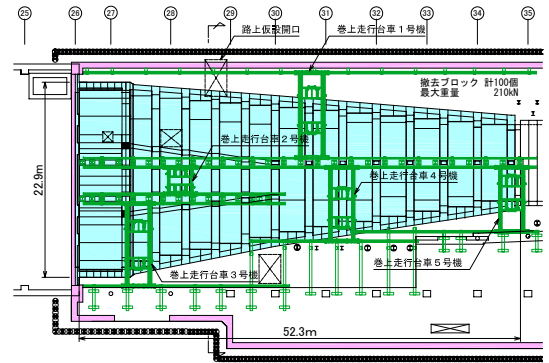 25 26 27 28 29 30 31 32 33 34 35
路上仮設開口
巻上走行台車1号機
撤去ブロック 計100個
最大重量 210kN
巻上走行台車2号機
巻上走行台車4号機
22.9m
巻上走行台車3号機
巻上走行台車5号機
52.3m